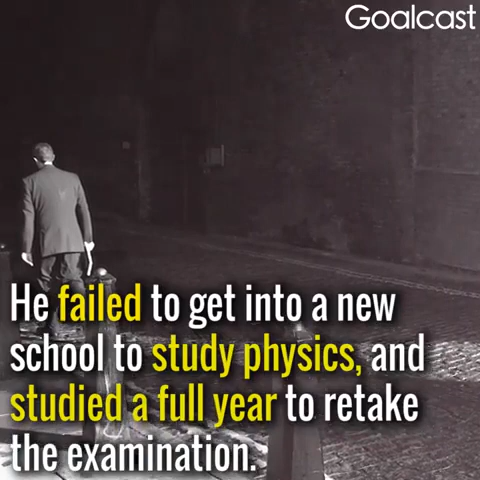 Goalcast
He failed to get into a new
school to study physics, and
studied a full year to retake
the examination.